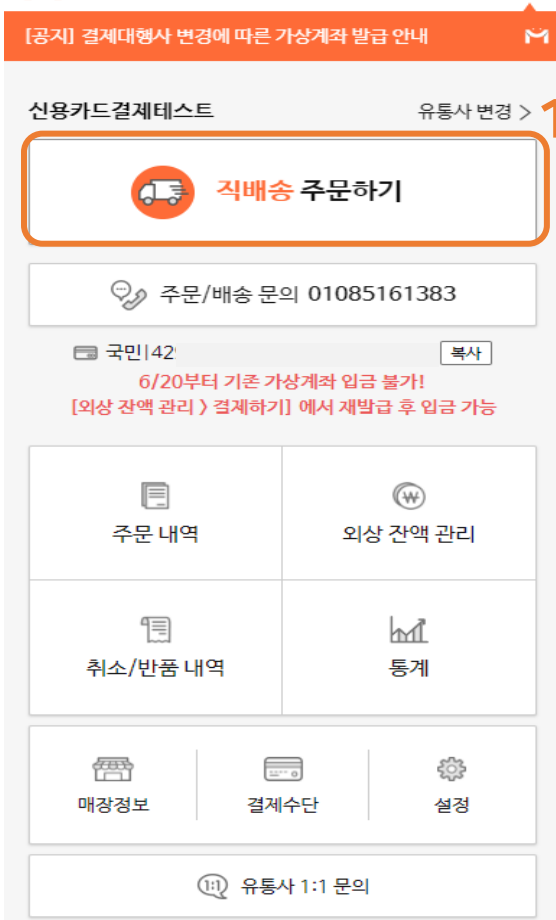 [공지] 결제대행사 변경에 따른 가상계좌 발급 안내
신용카드결제테스트
유통사 변경 >
1
직배송 주문하기
주문/배송 문의 01085161383
국민|42
복사
6/20부터 기존 가상계좌 입금 불가!
[외상 잔액 관리 > 결제하기] 에서 재발급 후 입금 가능
주문 내역
외상 잔액 관리
취소/반품 내역
통계
매장정보
결제수단
설정
1:1
유통사 1:1 문의